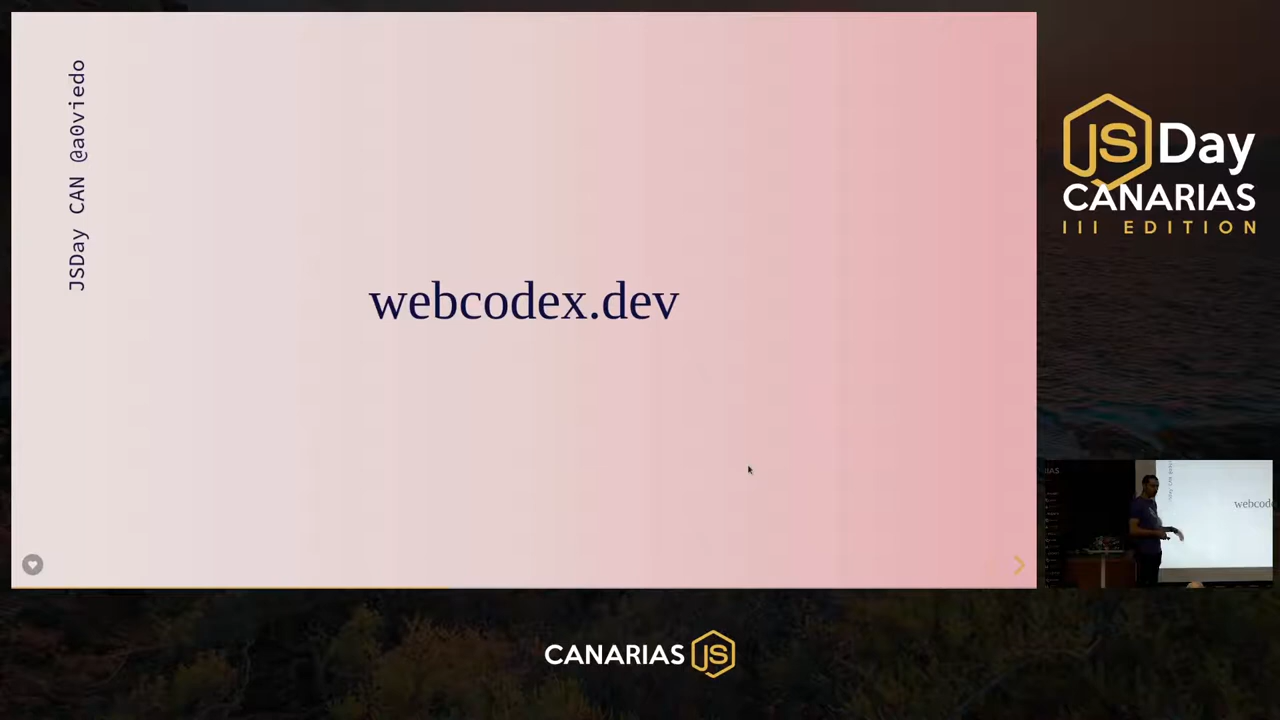 JSDay CAN @a0viedo
webcodex.dev
JS Day
CANARIAS
III EDITION
CANARIAS JS